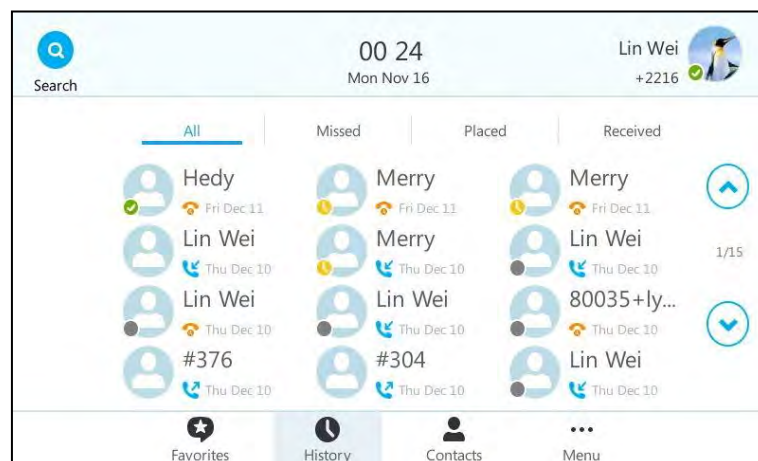 00 24
Lin Wei
Search
Mon Nov 16
+2216
All Missed Placed Received
Hedy Merry Merry
Fri Dec 11 Fri Dec 11 Fri Dec 11
Lin Wei Merry Lin Wei
Thu Dec 10 Thu Dec 10 Thu Dec 10
1/15
Lin Wei Lin Wei 80035+ly...
Thu Dec 10 Thu Dec 10 Thu Dec 10
#376 #304 Lin Wei
Thu Dec 10 Thu Dec 10 Thu Dec 10
Favorites History Contacts Menu